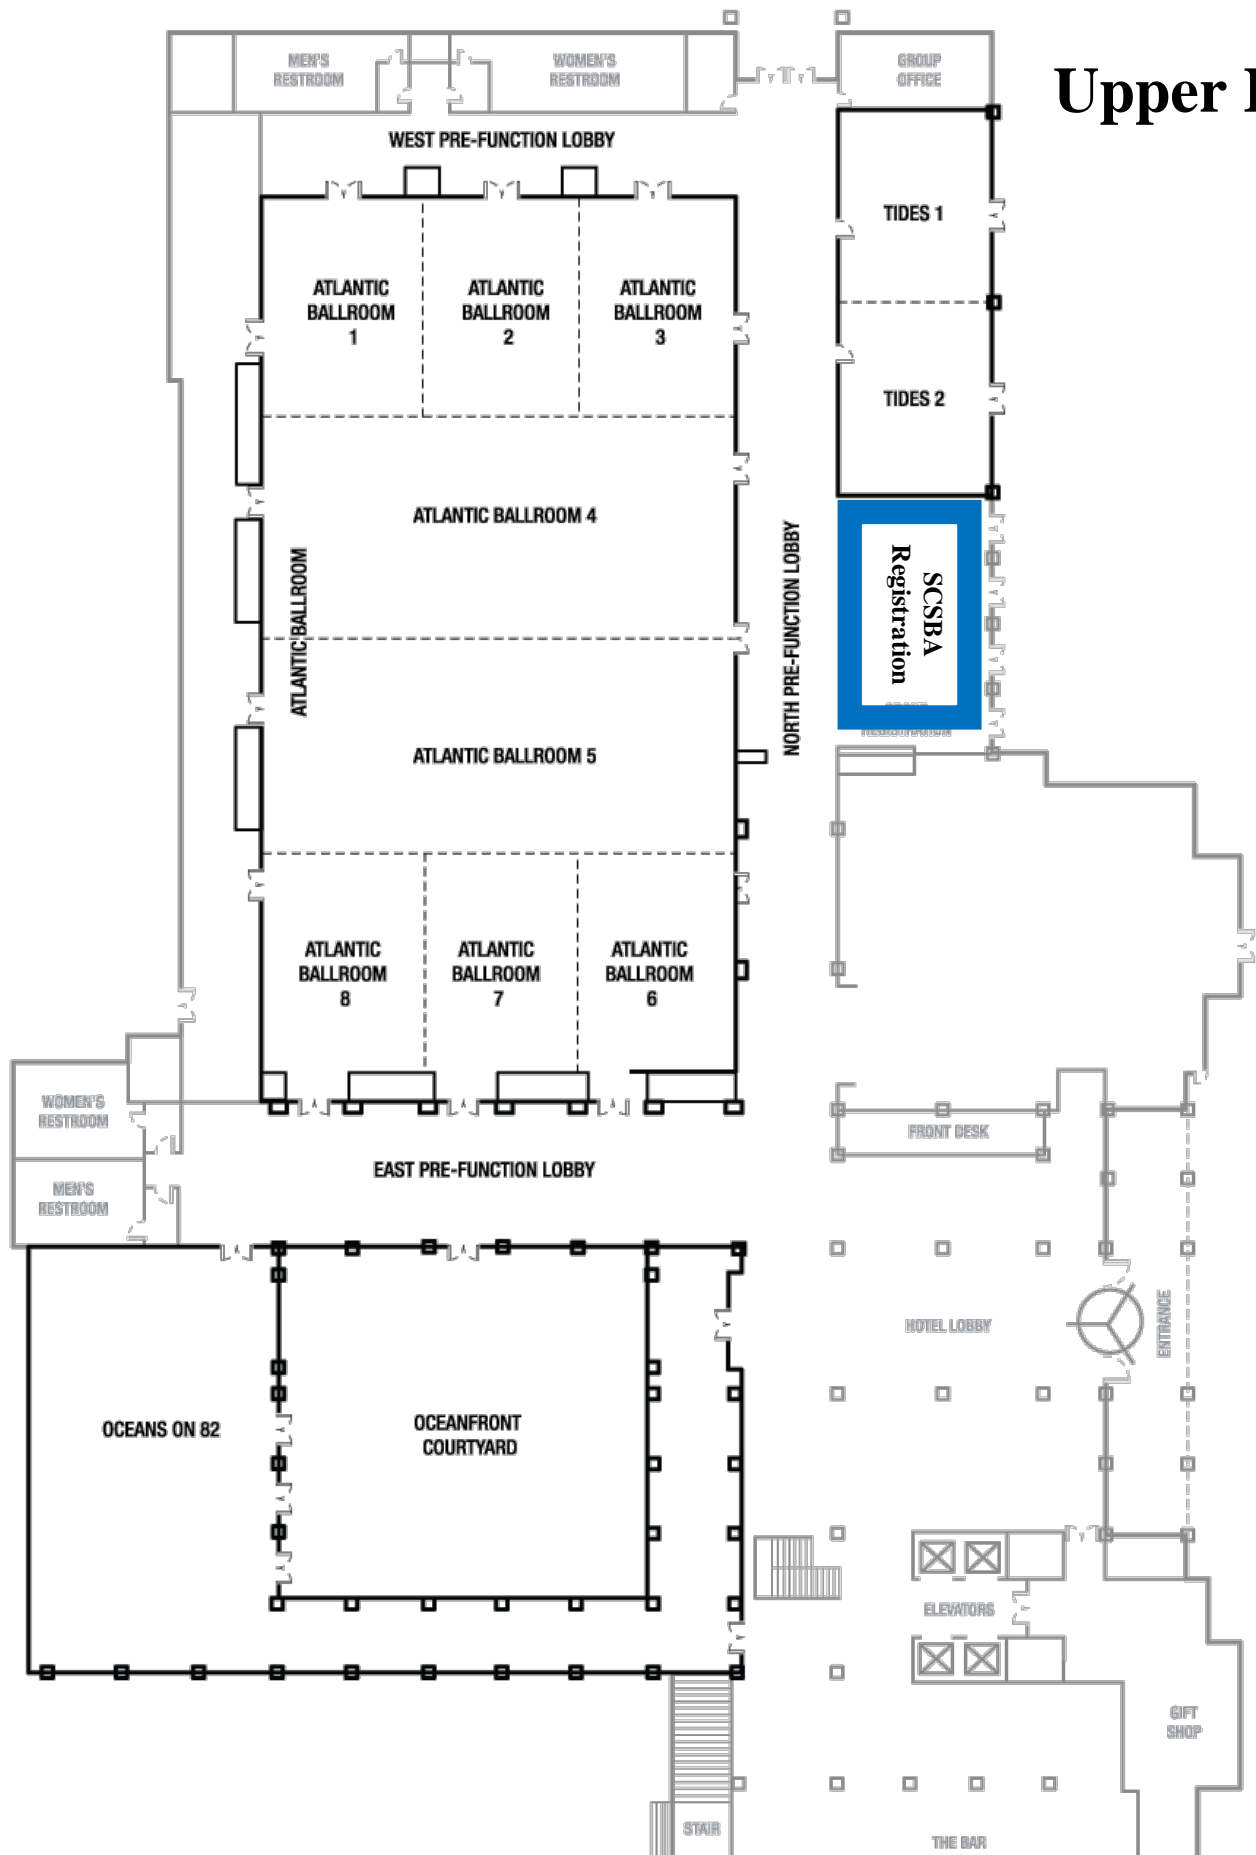 MEN'S
RESTROOM
WOMEN'S
RESTROOM
GROUP
OFFICE
Upper
WEST PRE-FUNCTION LOBBY
TIDES 1
ATLANTIC
BALLROOM
1
ATLANTIC
BALLROOM
2
ATLANTIC
BALLROOM
3
TIDES 2
ATLANTIC BALLROOM 4
ATLANTIC BALLROOM
NORTH PRE-FUNCTION LOBBY
SCSBA
Registration
REGISTRATION
ATLANTIC BALLROOM 5
ATLANTIC
BALLROOM
8
ATLANTIC
BALLROOM
7
ATLANTIC
BALLROOM
6
WOMEN'S
RESTROOM
FRONT DESK
EAST PRE-FUNCTION LOBBY
MEN'S
RESTROOM
HOTEL LOBBY
ENTRANCE
OCEANS ON 82
OCEANFRONT
COURTYARD
ELEVATORS
GIFT
SHOP
STAIR
THE BAR